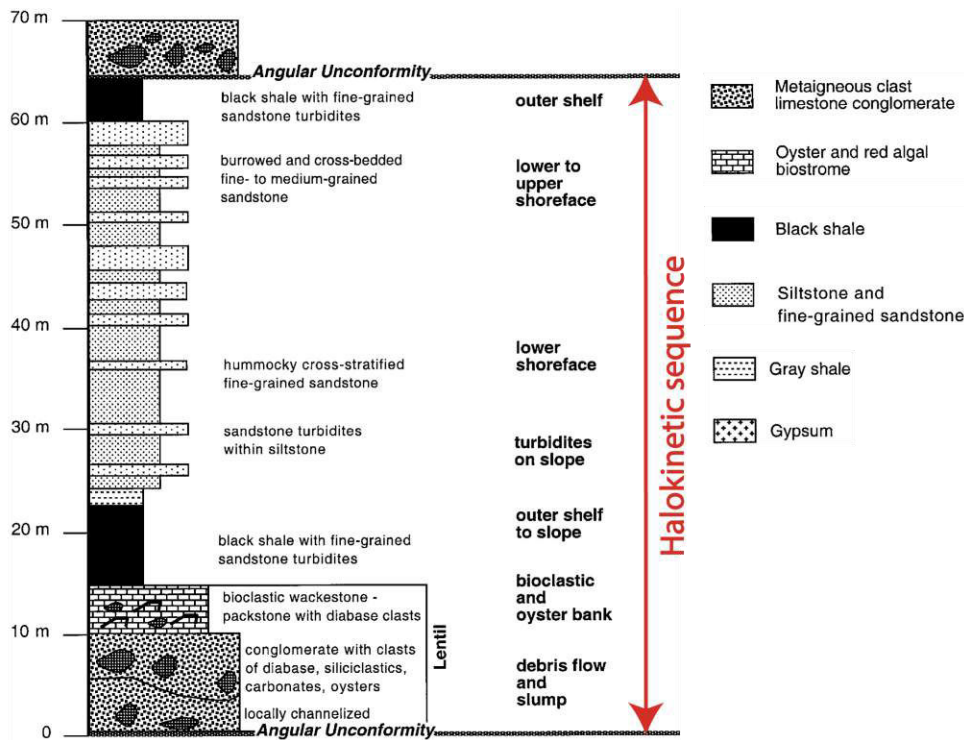 70 m
60 m
50 m
40 m
30 m
20 m
10 m
0
Angular Unconformity
black shale with fine-grained
sandstone turbidites
burrowed and cross-bedded
fine- to medium-grained
sandstone
hummocky cross-stratified
fine-grained sandstone
sandstone turbidites
within siltstone
black shale with fine-grained
sandstone turbidites
bioclastic wackestone -
packstone with diabase clasts
conglomerate with clasts
of diabase, siliciclastics,
carbonates, oysters
locally channelized
Angular Unconformity
Lentil
outer shelf
lower to
upper
shoreface
lower
shoreface
turbidites
on slope
outer shelf
to slope
bioclastic
and
oyster bank
debris flow
and
slump
Halokinetic sequence
Metaigneous clast
limestone conglomerate
Oyster and red algal
biostrome
Black shale
Siltstone and
fine-grained sandstone
Gray shale
Gypsum